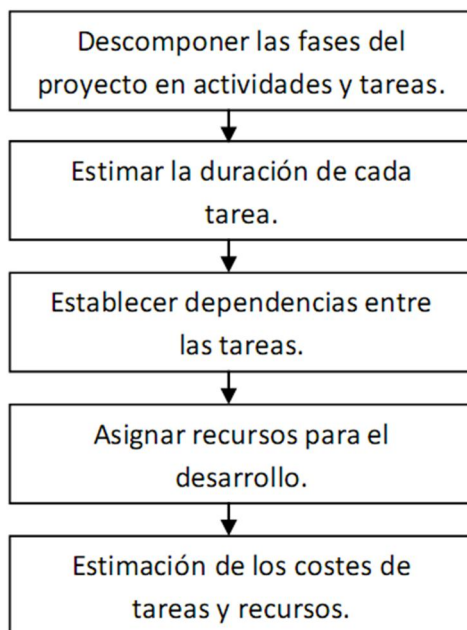 Descomponer las fases del
proyecto en actividades y tareas.
Estimar la duración de cada
tarea.
Establecer dependencias entre
las tareas.
Asignar recursos para el
desarrollo.
Estimación de los costes de
tareas y recursos.